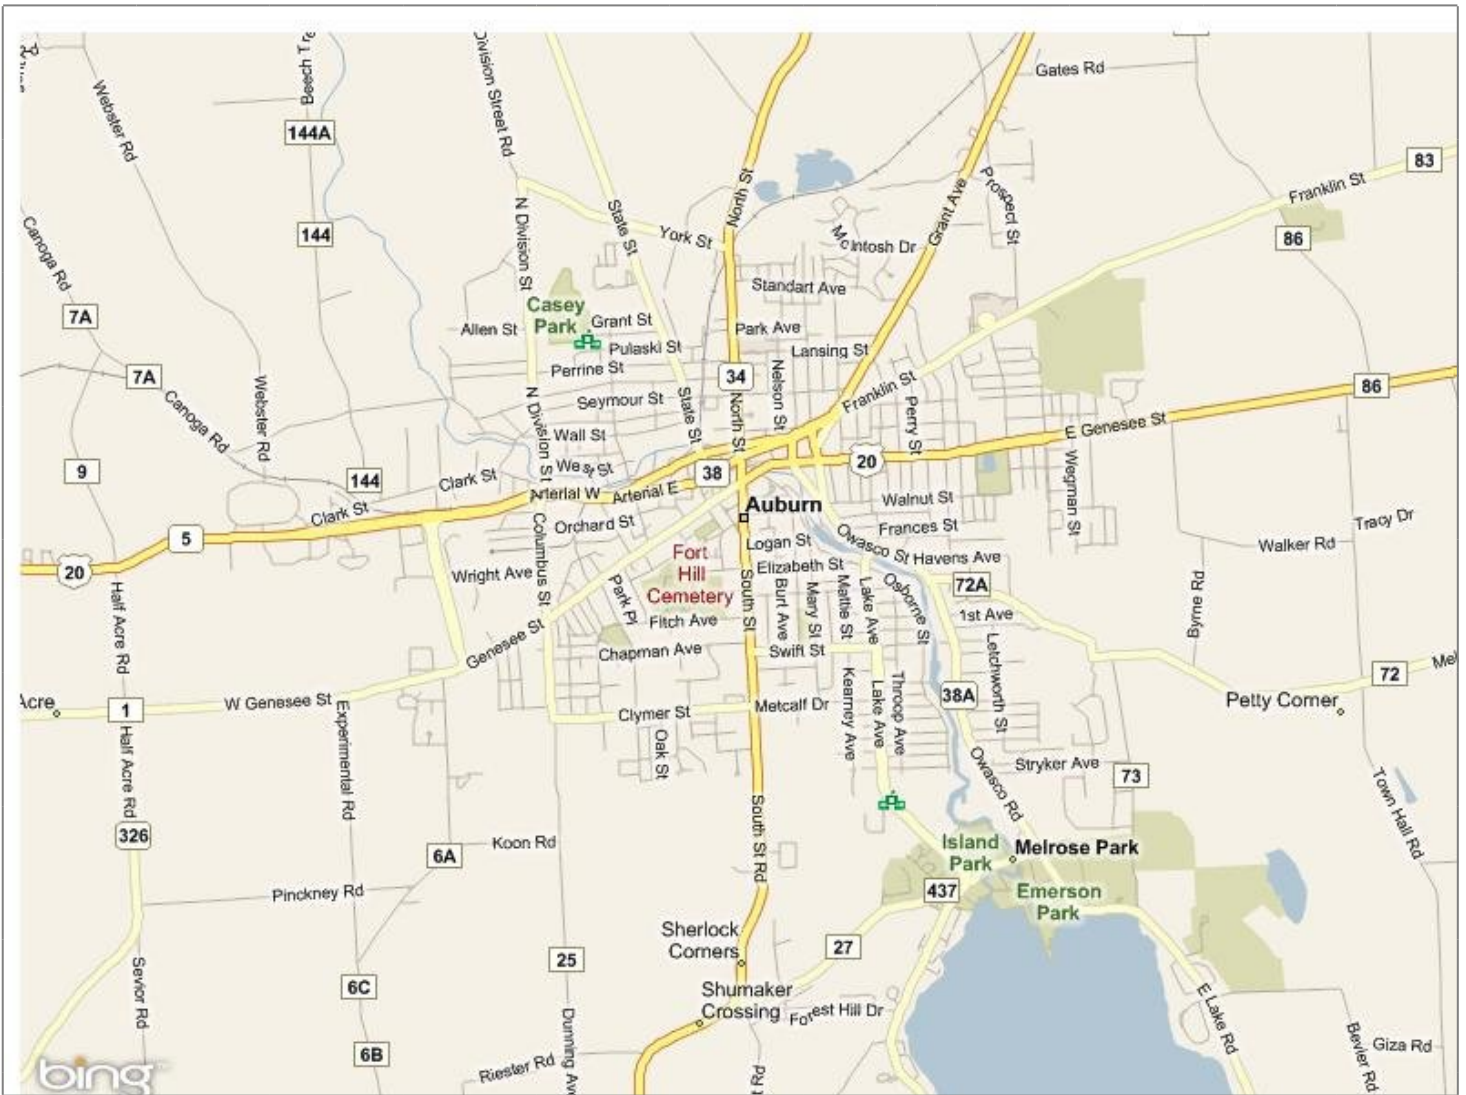 Beech Tre
Division Street Rd
Gates Rd
Webster Rd
144A
83
Franklin St
North St
Prospect St
Grant Ave
N Division St
State St
York St
McIntosh Dr
144
86
Canoga Rd
Standart Ave
7A
Casey
Park
Allen St
Grant St
Park Ave
Pulaski St
Lansing St
Perrine St
7A
34
Nelson St
86
Canoga Rd
Webster Rd
N Division St
Seymour St
State St
North St
Franklin St
Perry St
E Genesee St
Wall St
9
144
Clark St
West St
38
20
Wegman St
Arterial W
Arterial E
Walnut St
Auburn
Clark St
Orchard St
Frances St
Tracy Dr
5
Columbus St
Logan St
Owasco St
Walker Rd
20
Fort
Hill
Cemetery
Elizabeth St
Havens Ave
Wright Ave
72A
Half Acre Rd
Park Pl
South St
Burt Ave
Mary St
Mattie St
Lake Ave
Osborne St
Byrne Rd
Fitch Ave
1st Ave
Genesee St
Chapman Ave
Swift St
Letchworth St
72
Mel
Acre
1
W Genesee St
Clymer St
Metcalf Dr
Kearney Ave
Lake Ave
Throop Ave
38A
Petty Corner
Half Acre Rd
Experimental Rd
Oak St
Owasco Rd
Stryker Ave
73
326
South St Rd
Town Hall Rd
Koon Rd
6A
Island
Park
Melrose Park
Pinckney Rd
437
Emerson
Park
Sherlock
Corners
27
25
Sevior Rd
6C
Shumaker
Crossing
Forest Hill Dr
E Lake Rd
Dunning Av
6B
Riester Rd
t Rd
Bevier Rd
Giza Rd
bing